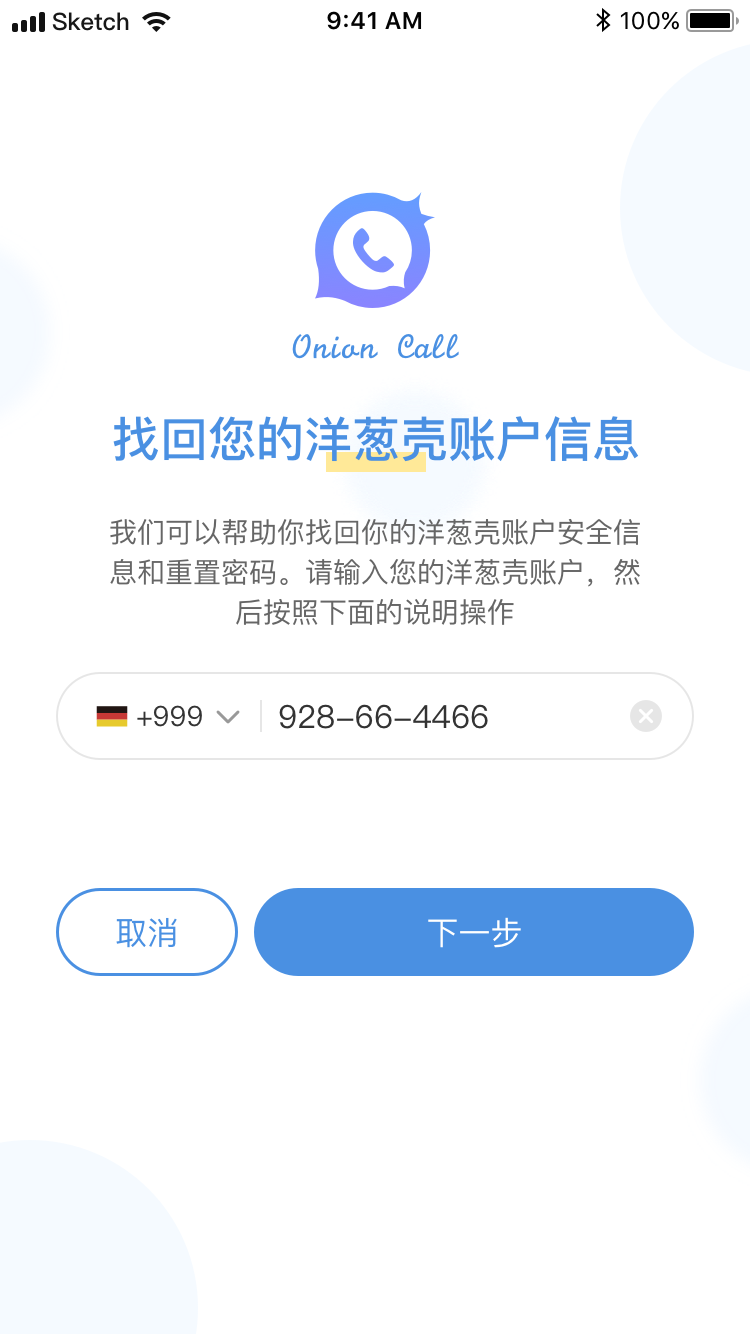 Sketch 9:41 AM 100%
Onion Call
找回您的洋葱壳账户信息
我们可以帮助你找回你的洋葱壳账户安全信
息和重置密码。请输入您的洋葱壳账户，然
后按照下面的说明操作
+999 928-66-4466
取消 下一步